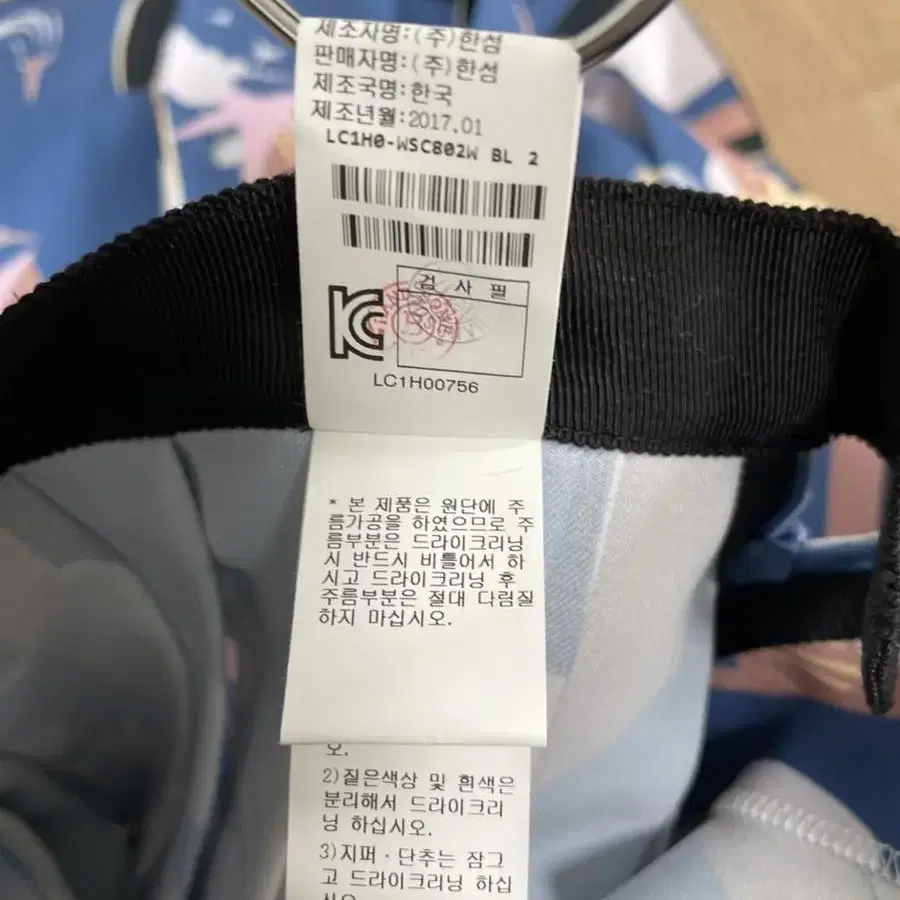 제조자명:(주)한섬
판매자명:(주)한섬
제조국명:한국
제조년월:2017.01
LC1H0-WSC802W BL 2
검 사 필
LC1H00756
* 본 제품은 원단에 주
름가공을 하였으므로 주
름부분은 드라이크리닝
시 반드시 비틀어서 하
시고 드라이크리닝 후
주름부분은 절대 다림질
하지 마십시오.
오.
2)짙은색상 및 흰색은
분리해서 드라이크리
닝 하십시오.
3)지퍼·단추는 잠그
고 드라이크리닝 하십
시오